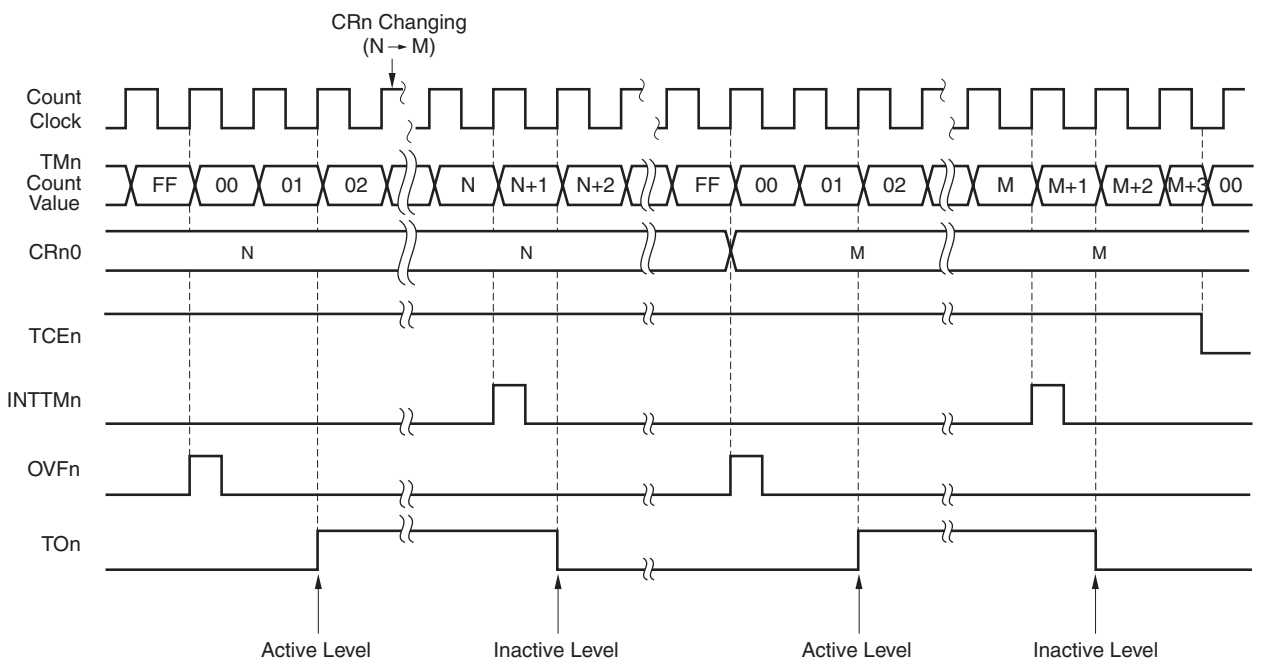 CRn Changing
(N → M)
Count
Clock
TMn
Count
Value
FF 00 01 02 N N+1 N+2 FF 00 01 02 M M+1 M+2 M+3 00
CRn0
N N M M
TCEn
INTTMn
OVFn
TOn
Active Level Inactive Level Active Level Inactive Level